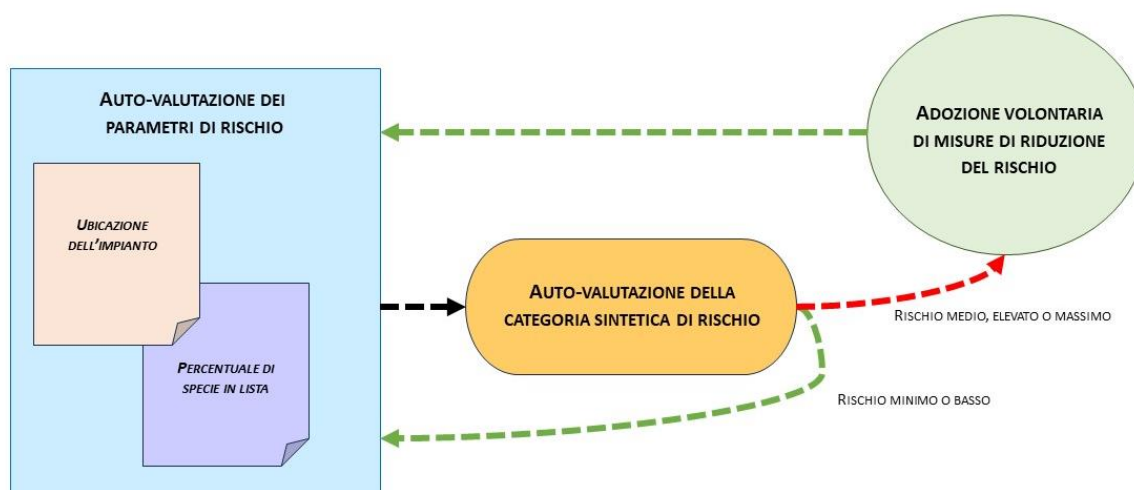 AUTO-VALUTAZIONE DEI
PARAMETRI DI RISCHIO
UBICAZIONE
DELL'IMPIANTO
PERCENTUALE DI
SPECIE IN LISTA
AUTO-VALUTAZIONE DELLA
CATEGORIA SINTETICA DI RISCHIO
ADOZIONE VOLONTARIA
DI MISURE DI RIDUZIONE
DEL RISCHIO
RISCHIO MEDIO, ELEVATO O MASSIMO
RISCHIO MINIMO O BASSO